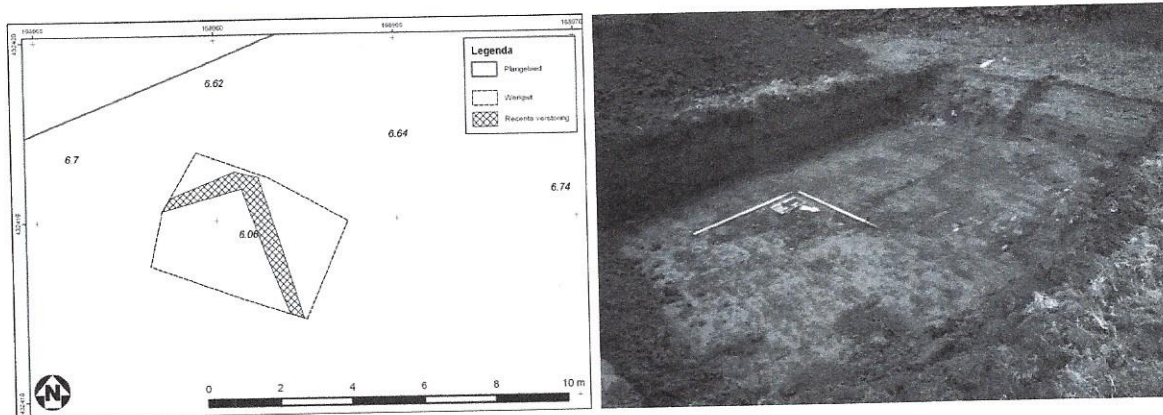 Legenda
Plangebied
Werkput
Recente verstoring
6.62
6.64
6.7
6.74
6.06
N
0 2 4 6 8 10 m